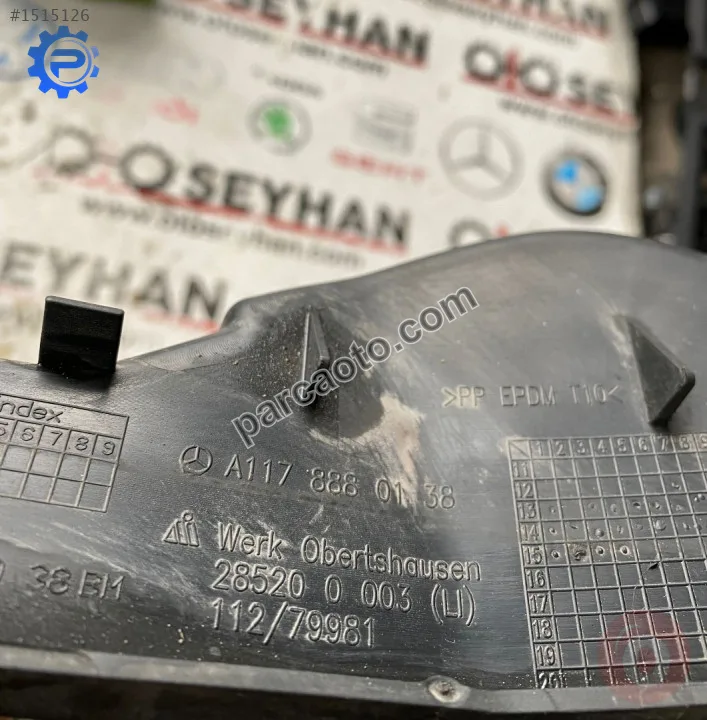 #1515126
SEYHAN
OTOSEYHAN
SEYHAN
SEYHAN
parcaoto.com
>PP EPDM T10<
Index
5 6 7 8 9
A117 888 01 38
Werk Obertshausen
28520 0 003 (LI)
112/79981
38 BM
1 2 3 4 5 6 7 8 9
11
12
13
14
15
16
17
18
19
20